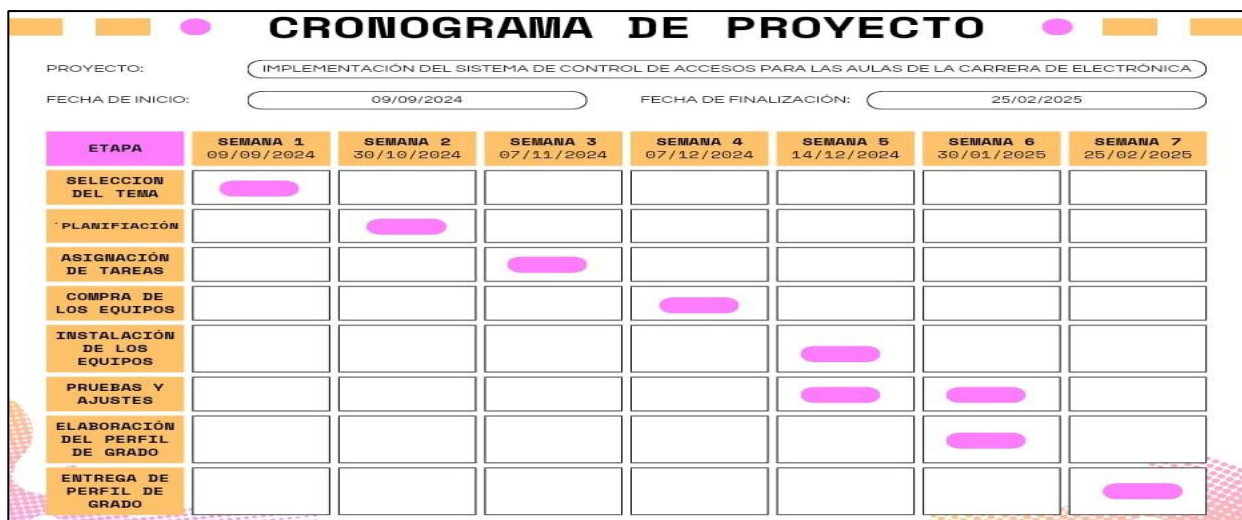 CRONOGRAMA DE PROYECTO
PROYECTO: IMPLEMENTACIÓN DEL SISTEMA DE CONTROL DE ACCESOS PARA LAS AULAS DE LA CARRERA DE ELECTRÓNICA
FECHA DE INICIO: 09/09/2024 FECHA DE FINALIZACIÓN: 25/02/2025
ETAPA SEMANA 1 SEMANA 2 SEMANA 3 SEMANA 4 SEMANA 5 SEMANA 6 SEMANA 7
09/09/2024 30/10/2024 07/11/2024 07/12/2024 14/12/2024 30/01/2025 25/02/2025
SELECCION
DEL TEMA
´PLANIFIACIÓN
ASIGNACIÓN
DE TAREAS
COMPRA DE
LOS EQUIPOS
INSTALACIÓN
DE LOS
EQUIPOS
PRUEBAS Y
AJUSTES
ELABORACIÓN
DEL PERFIL
DE GRADO
ENTREGA DE
PERFIL DE
GRADO